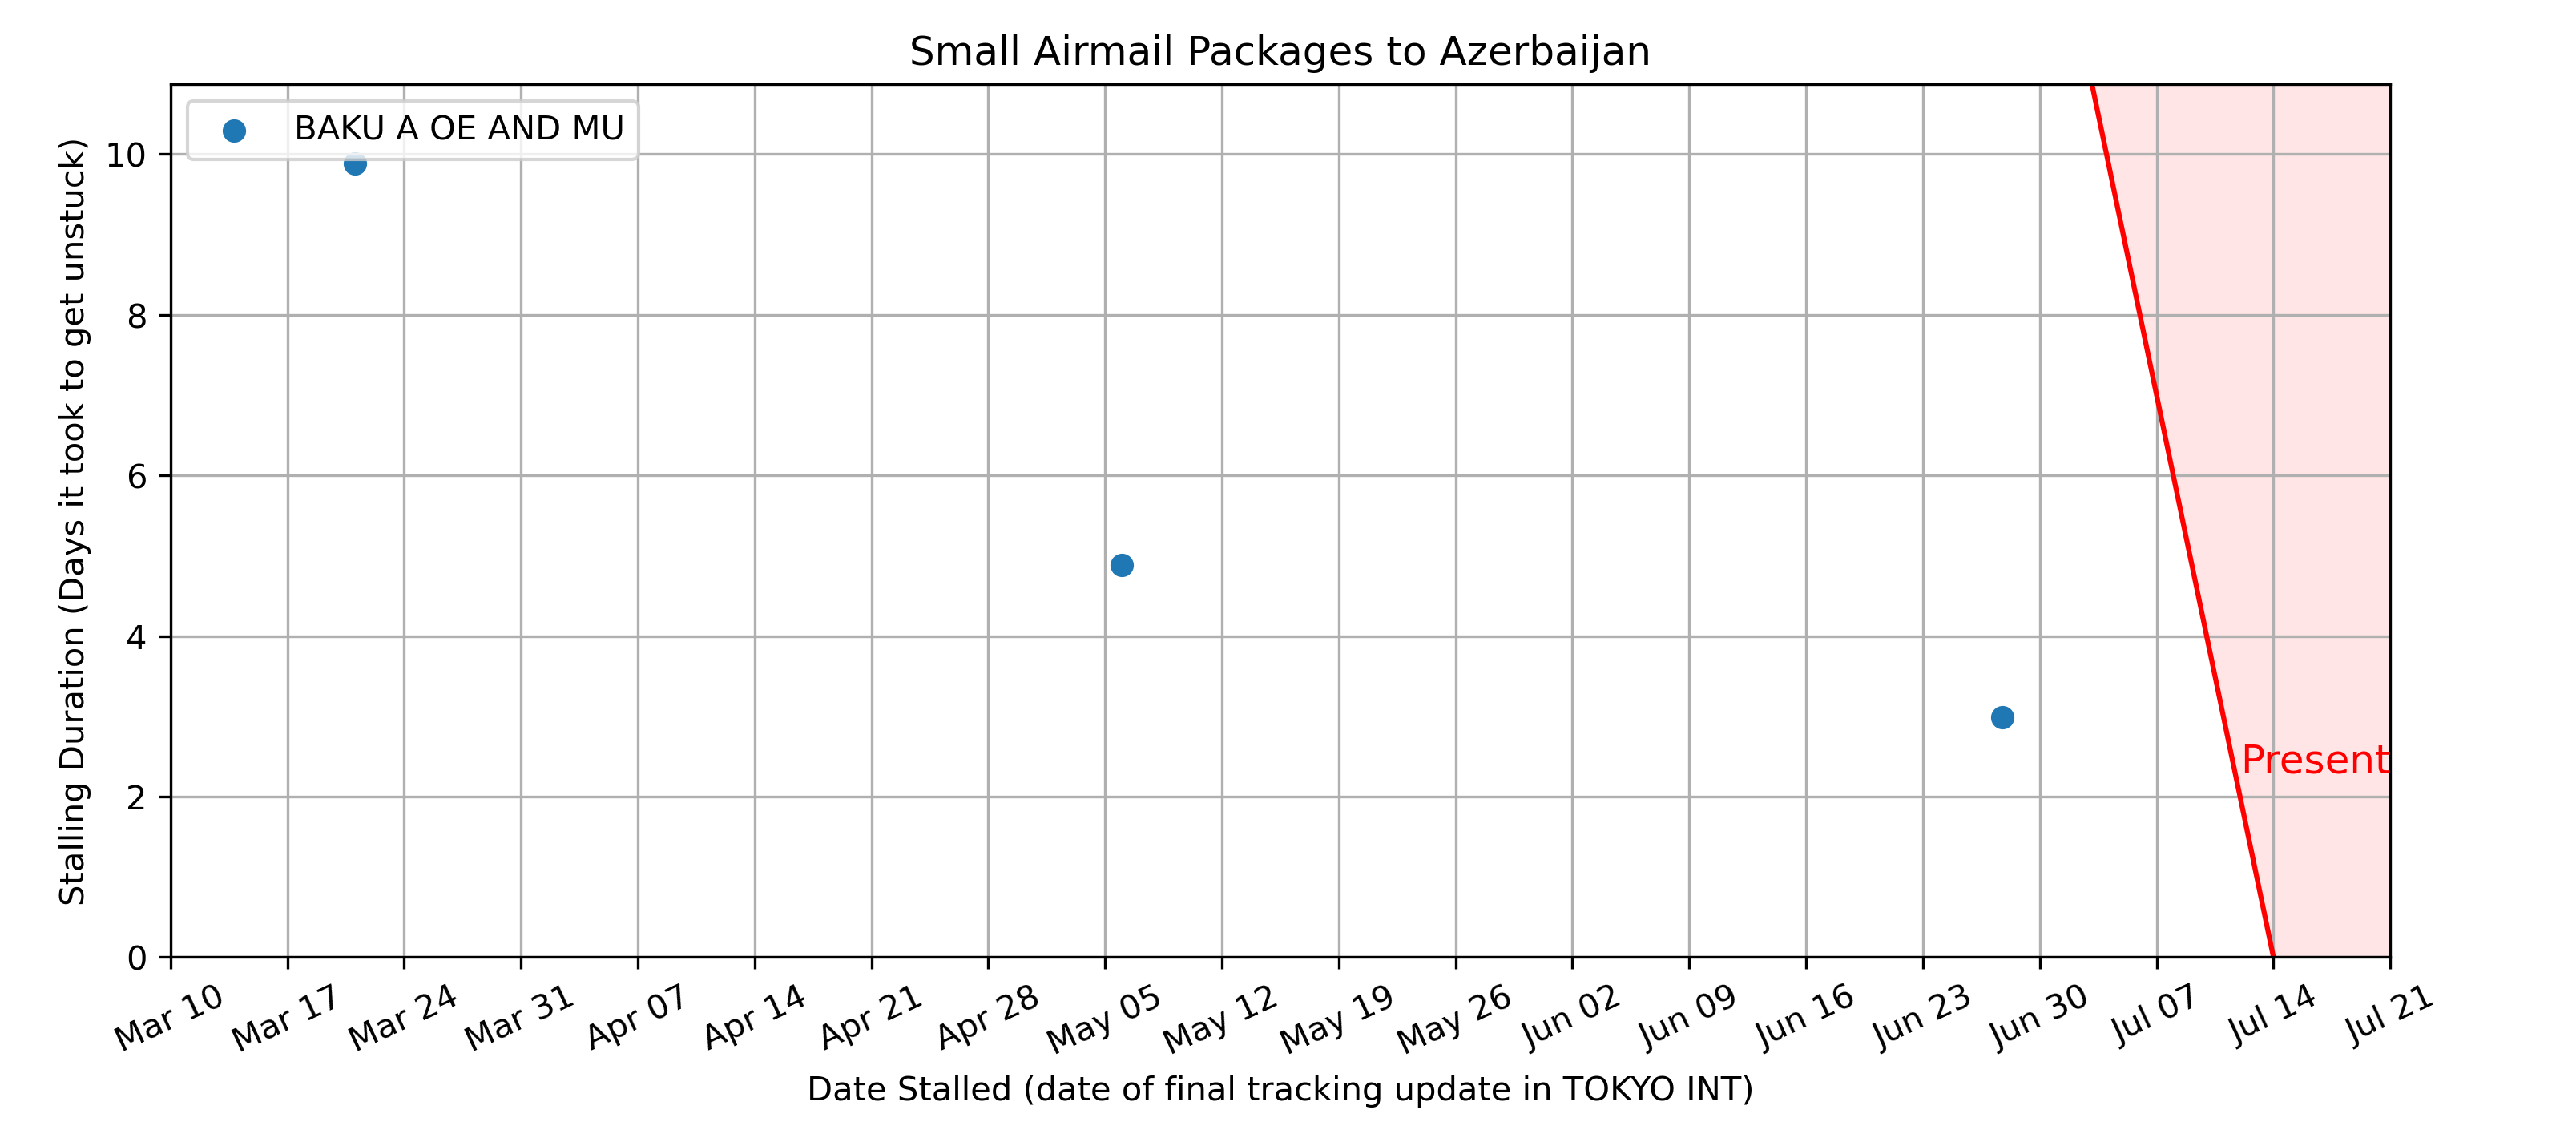 Small Airmail Packages to Azerbaijan
BAKU A OE AND MU
Stalling Duration (Days it took to get unstuck)
10
8
6
4
2
0
Present
Mar 10 Mar 17 Mar 24 Mar 31 Apr 07 Apr 14 Apr 21 Apr 28 May 05 May 12 May 19 May 26 Jun 02 Jun 09 Jun 16 Jun 23 Jun 30 Jul 07 Jul 14 Jul 21
Date Stalled (date of final tracking update in TOKYO INT)